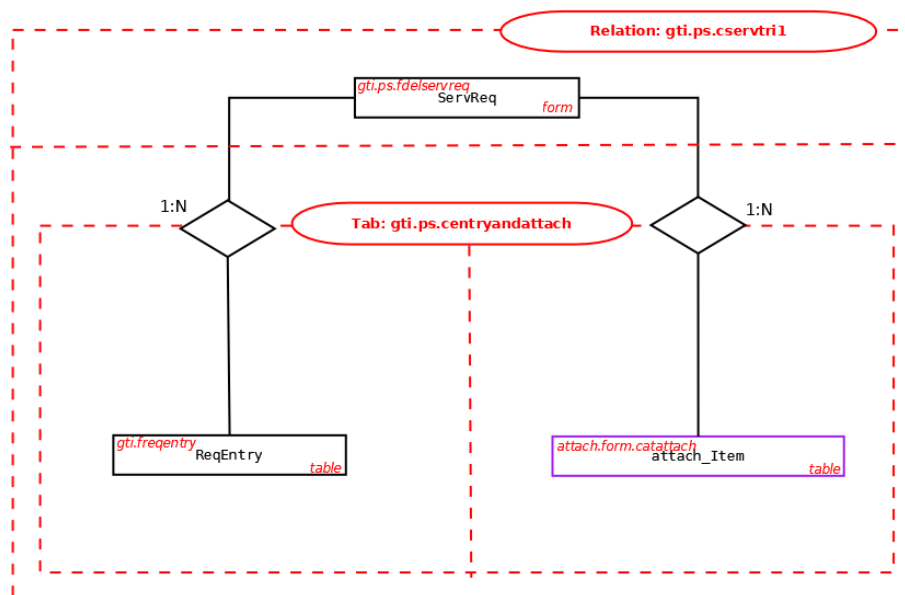 Relation: gti.ps.cservtri1
gti.ps.fdelservreq
ServReq
form
1:N
Tab: gti.ps.centryandattach
1:N
gti.freqentry
ReqEntry
table
attach.form.catattach
attach_Item
table